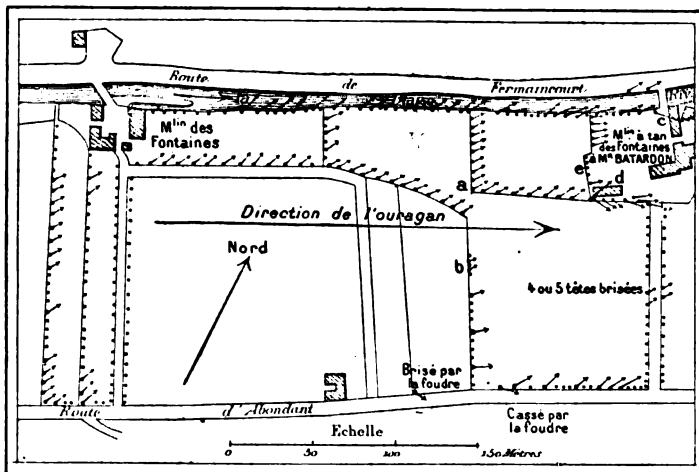 Route de Fermaincourt
Mlin des
Fontaines
c
Mlin à tan
des Fontaines
à Mr BATARDON
e
d
a
Direction de l'ouragan
Nord
b
4 ou 5 têtes brisées
Brisé par
la foudre
Route d'Abondant
Cassé par
la foudre
Echelle
0 50 100 150 Mètres